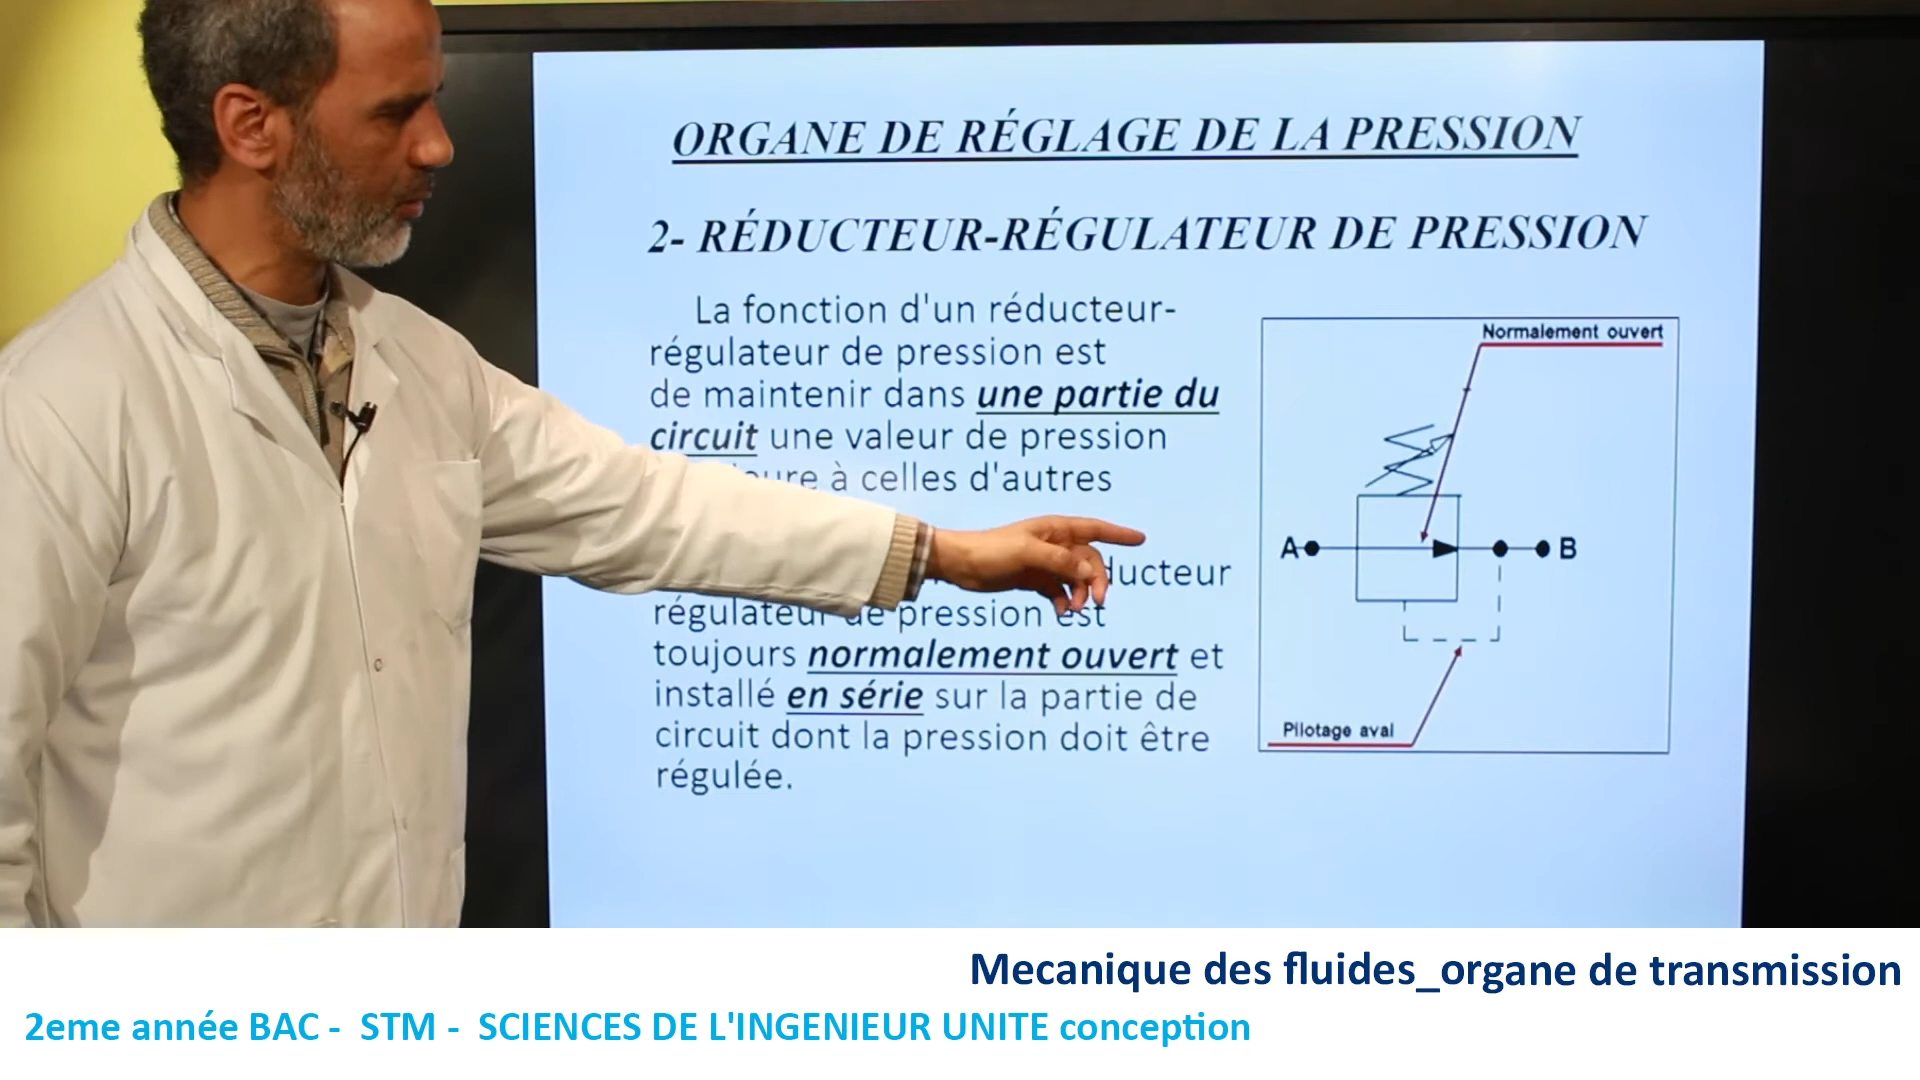 ORGANE DE RÉGLAGE DE LA PRESSION
2- RÉDUCTEUR-RÉGULATEUR DE PRESSION
La fonction d'un réducteur-
régulateur de pression est
de maintenir dans une partie du
circuit une valeur de pression
à celles d'autres
régulateur de pression est
toujours normalement ouvert et
installé en série sur la partie de
circuit dont la pression doit être
régulée.
Normalement ouvert
A
B
Pilotage aval
Mecanique des fluides_organe de transmission
2eme année BAC - STM - SCIENCES DE L'INGENIEUR UNITE conception